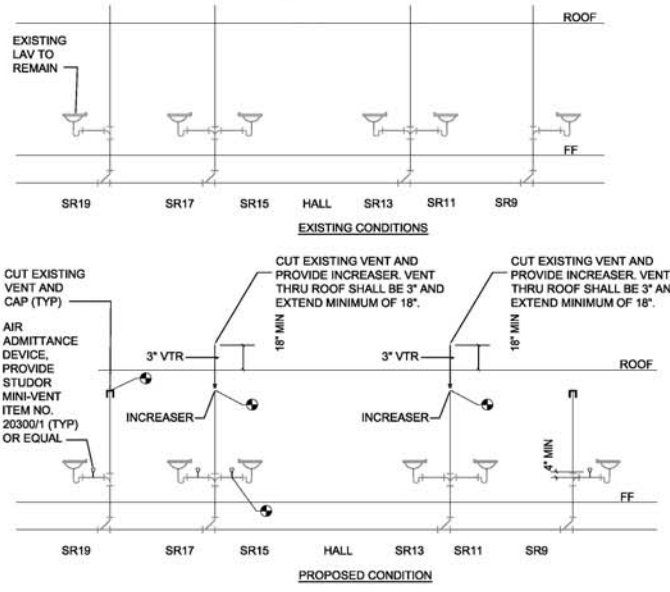 ROOF
EXISTING
LAV TO
REMAIN
FF
SR19 SR17 SR15 HALL SR13 SR11 SR9
EXISTING CONDITIONS
CUT EXISTING
VENT AND
CAP (TYP)
CUT EXISTING VENT AND
PROVIDE INCREASER. VENT
THRU ROOF SHALL BE 3" AND
EXTEND MINIMUM OF 18".
CUT EXISTING VENT AND
PROVIDE INCREASER. VENT
THRU ROOF SHALL BE 3" AN
EXTEND MINIMUM OF 18".
AIR
ADMITTANCE
DEVICE,
PROVIDE
STUDOR
MINI-VENT
ITEM NO.
20300/1 (TYP)
OR EQUAL
3" VTR
18" MIN
3" VTR
18" MIN
ROOF
INCREASER
INCREASER
4" MIN
FF
SR19 SR17 SR15 HALL SR13 SR11 SR9
PROPOSED CONDITION